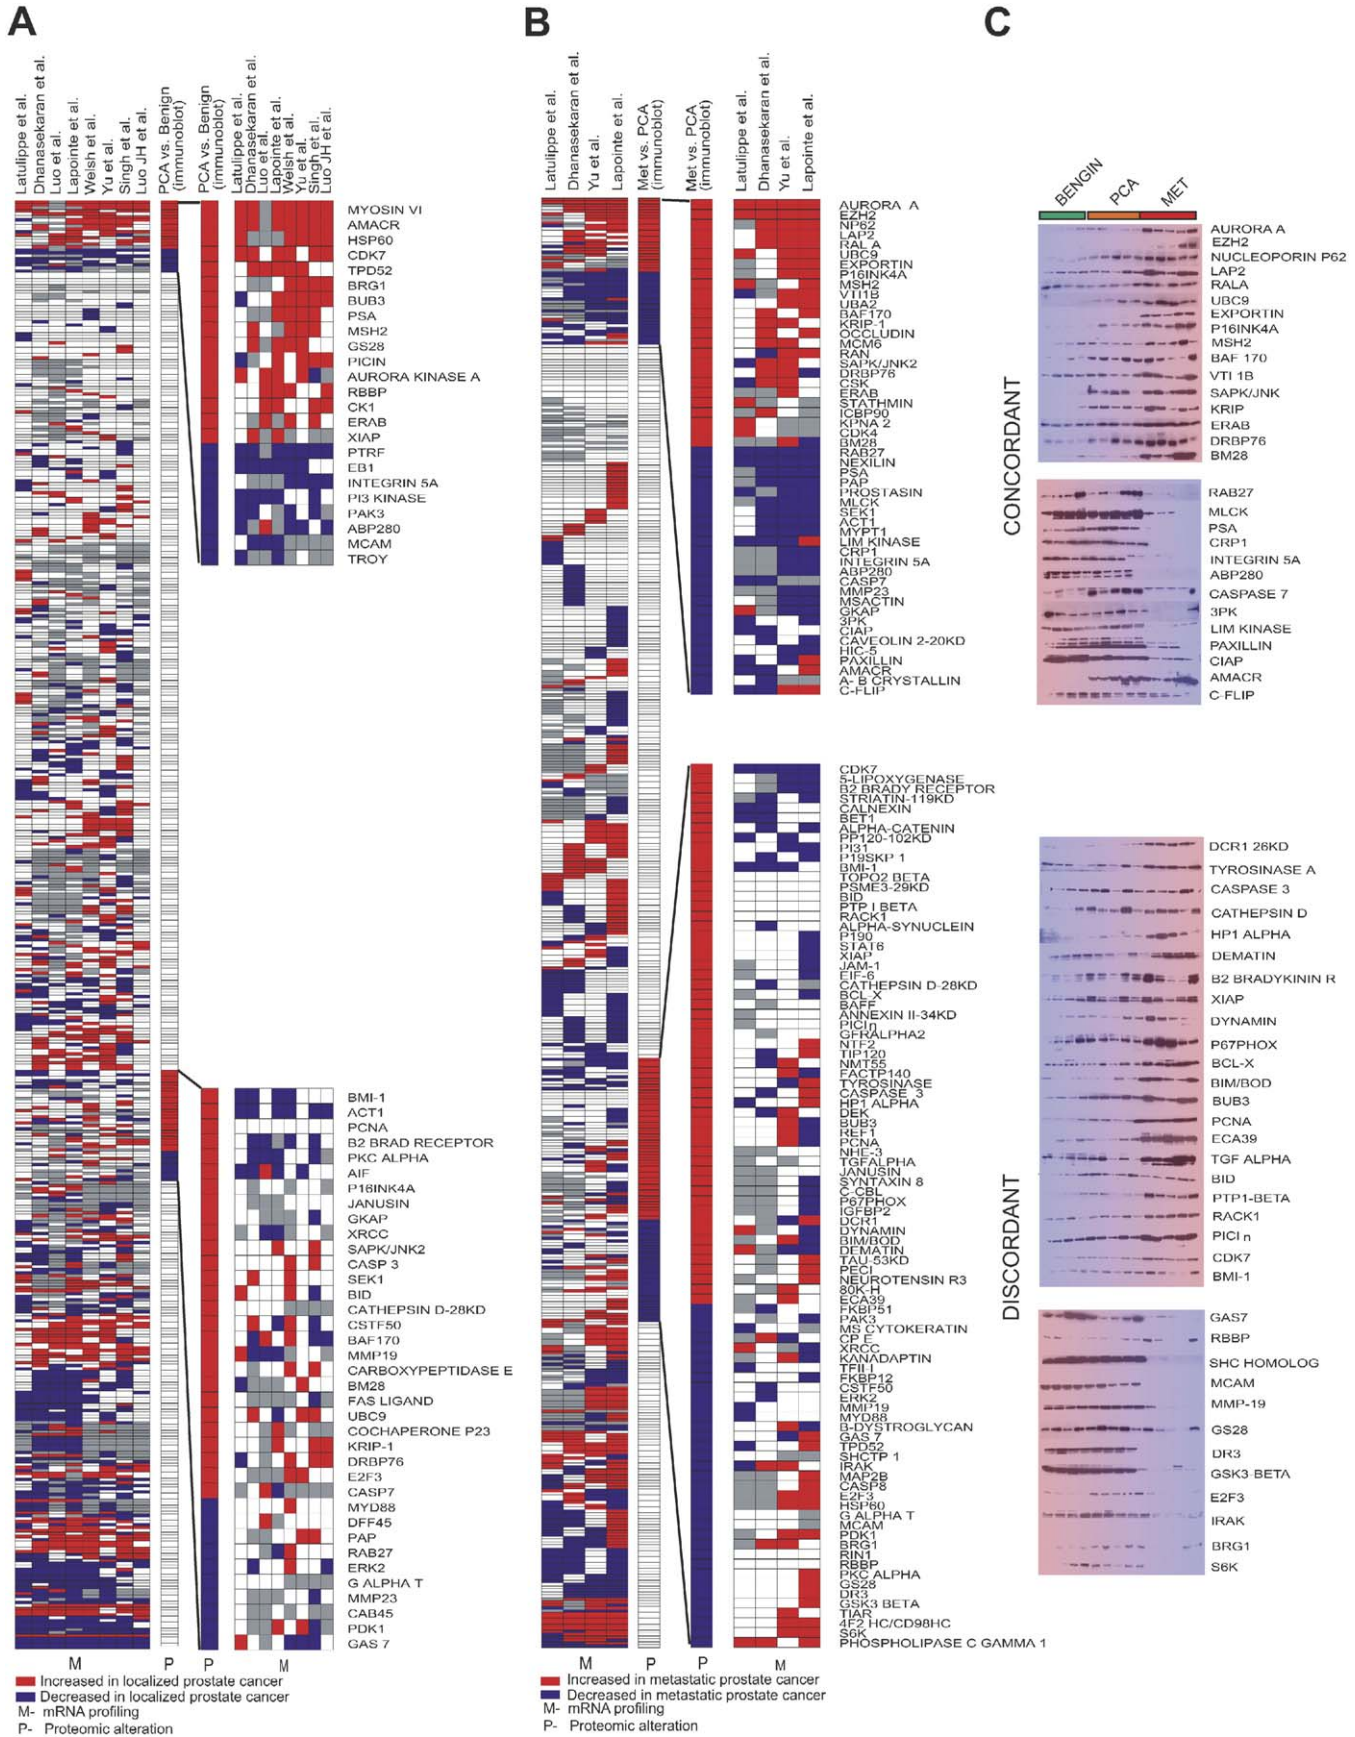 A
B
C
Latulippe et al.
Dhanasekaran et al.
Luo et al.
Lapointe et al.
Welsh et al.
Yu et al.
Singh et al.
Luo JH et al.
PCA vs. Benign
(immunoblot)
PCA vs. Benign
(immunoblot)
Latulippe et al.
Dhanasekaran et al.
Luo et al.
Lapointe et al.
Welsh et al.
Yu et al.
Singh et al.
Luo JH et al.
MYOSIN VI
AMACR
HSP60
CDK7
TPD52
BRG1
BUB3
PSA
MSH2
GS28
PICIN
AURORA KINASE A
RBBP
CK1
ERAB
XIAP
PTRF
EB1
INTEGRIN 5A
PI3 KINASE
PAK3
ABP280
MCAM
TROY
BMI-1
ACT1
PCNA
B2 BRAD RECEPTOR
PKC ALPHA
AIF
P16INK4A
JANUSIN
GKAP
XRCC
SAPK/JNK2
CASP 3
SEK1
BID
CATHEPSIN D-28KD
CSTF50
BAF170
MMP19
CARBOXYPEPTIDASE E
BM28
FAS LIGAND
UBC9
COCHAPERONE P23
KRIP-1
DRBP76
E2F3
CASP7
MYD88
DFF45
PAP
RAB27
ERK2
G ALPHA T
MMP23
CAB45
PDK1
GAS 7
M
P
P
M
Increased in localized prostate cancer
Decreased in localized prostate cancer
M- mRNA profiling
P- Proteomic alteration
Latulippe et al.
Dhanasekaran et al.
Yu et al.
Lapointe et al.
Met vs. PCA
(immunoblot)
Met vs. PCA
(immunoblot)
Latulippe et al.
Dhanasekaran et al.
Yu et al.
Lapointe et al.
AURORA A
EZH2
NP62
LAP2
RAL A
UBC9
EXPORTIN
P16INK4A
MSH2
VTI1B
UBA2
BAF170
KRIP-1
OCCLUDIN
MCM6
RAN
SAPK/JNK2
DRBP76
CSK
ERAB
STATHMIN
ICBP90
KPNA 2
CDK4
BM28
RAB27
NEXILIN
PSA
PAP
PROSTASIN
MLCK
SEK1
ACT1
MYPT1
LIM KINASE
CRP1
INTEGRIN 5A
ABP280
CASP7
MMP23
MSACTIN
GKAP
3PK
CIAP
CAVEOLIN 2-20KD
HIC-5
PAXILLIN
AMACR
A- B CRYSTALLIN
C-FLIP
CDK7
5-LIPOXYGENASE
B2 BRADY RECEPTOR
STRIATIN-119KD
CALNEXIN
BET1
ALPHA-CATENIN
PP120-102KD
PI31
P19SKP 1
BMI-1
TOPO2 BETA
PSME3-29KD
BID
PTP I BETA
RACK1
ALPHA-SYNUCLEIN
P190
STAT6
XIAP
JAM-1
EIF-6
CATHEPSIN D-28KD
BCL-X
BAFF
ANNEXIN II-34KD
PICIn
GFRALPHA2
NTF2
TIP120
NMT55
FACTP140
TYROSINASE
CASPASE 3
HP1 ALPHA
DEK
BUB3
REF1
PCNA
NHE-3
TGFALPHA
JANUSIN
SYNTAXIN 8
C-CBL
P67PHOX
IGFBP2
DCR1
DYNAMIN
BIM/BOD
DEMATIN
TAU-53KD
PECI
NEUROTENSIN R3
80K-H
ECA39
FKBP51
PAK3
MS CYTOKERATIN
CP E
XRCC
KANADAPTIN
TFII-I
FKBP12
CSTF50
ERK2
MMP19
MYD88
B-DYSTROGLYCAN
GAS 7
TPD52
SHCTP 1
IRAK
MAP2B
CASP8
E2F3
HSP60
G ALPHA T
MCAM
PDK1
BRG1
RIN1
RBBP
PKC ALPHA
GS28
DR3
GSK3 BETA
TIAR
4F2 HC/CD98HC
S6K
PHOSPHOLIPASE C GAMMA 1
M
P
P
M
Increased in metastatic prostate cancer
Decreased in metastatic prostate cancer
M- mRNA profiling
P- Proteomic alteration
BENGIN
PCA
MET
CONCORDANT
AURORA A
EZH2
NUCLEOPORIN P62
LAP2
RALA
UBC9
EXPORTIN
P16INK4A
MSH2
BAF 170
VTI 1B
SAPK/JNK
KRIP
ERAB
DRBP76
BM28
RAB27
MLCK
PSA
CRP1
INTEGRIN 5A
ABP280
CASPASE 7
3PK
LIM KINASE
PAXILLIN
CIAP
AMACR
C-FLIP
DISCORDANT
DCR1 26KD
TYROSINASE A
CASPASE 3
CATHEPSIN D
HP1 ALPHA
DEMATIN
B2 BRADYKININ R
XIAP
DYNAMIN
P67PHOX
BCL-X
BIM/BOD
BUB3
PCNA
ECA39
TGF ALPHA
BID
PTP1-BETA
RACK1
PICI n
CDK7
BMI-1
GAS7
RBBP
SHC HOMOLOG
MCAM
MMP-19
GS28
DR3
GSK3-BETA
E2F3
IRAK
BRG1
S6K